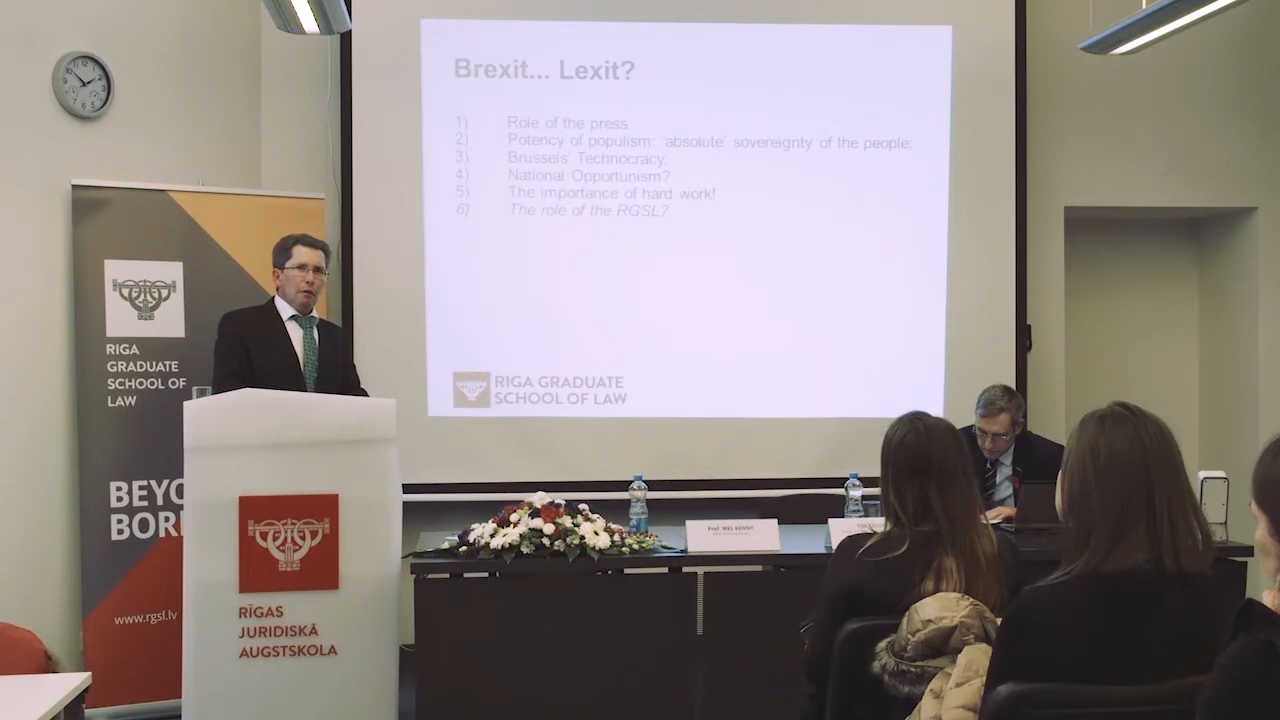 Brexit... Lexit?
1) Role of the press
2) Potency of populism: 'absolute' sovereignty of the people;
3) Brussels' Technocracy;
4) National Opportunism?
5) The importance of hard work!
6) The role of the RGSL?
RIGA GRADUATE
SCHOOL OF LAW
RIGA
GRADUATE
SCHOOL OF
LAW
BEYO
BOR
www.rgsl.lv
RĪGAS
JURIDISKĀ
AUGSTSKOLA
Prof. MEL KENNY